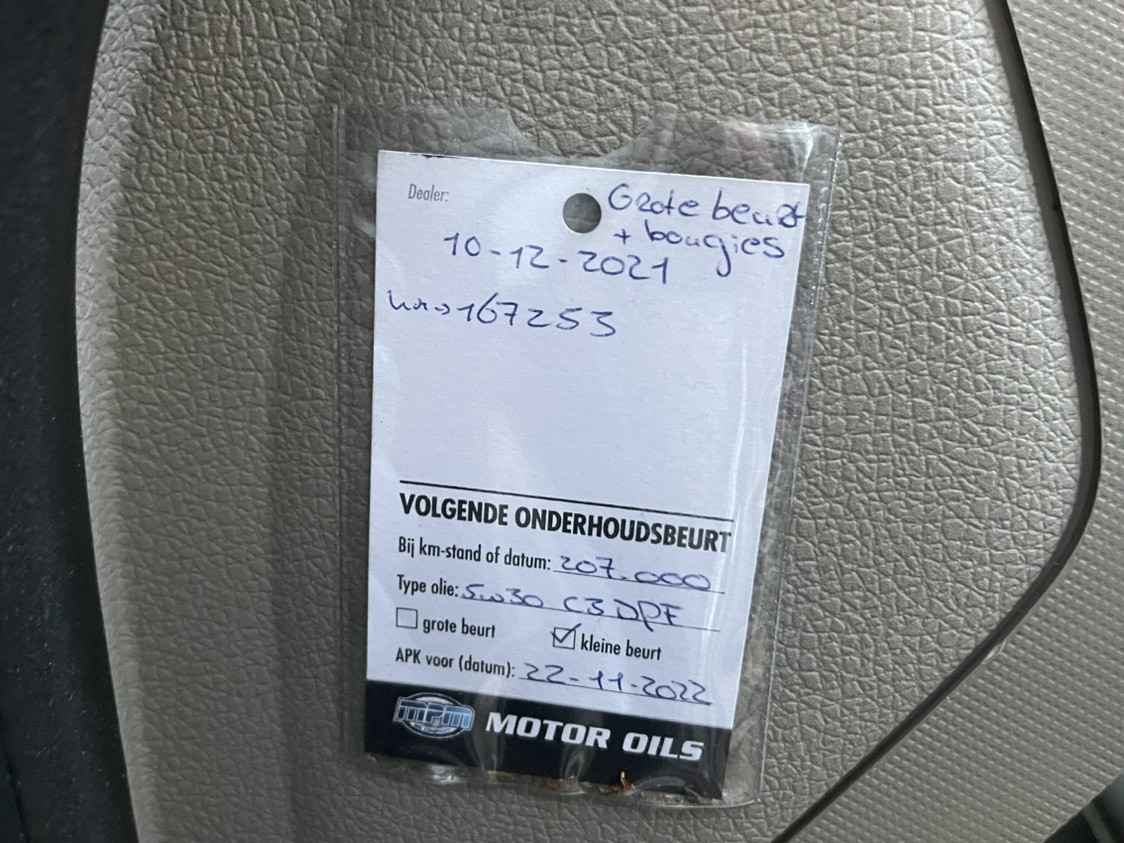 Dealer:
Grote beurt
+ bougies
10-12-2021
167253
VOLGENDE ONDERHOUDSBEURT
Bij km-stand of datum: 207.000
Type olie: 5w30 C3 DPF
grote beurt
kleine beurt
APK voor (datum): 22-11-2022
MPM MOTOR OILS